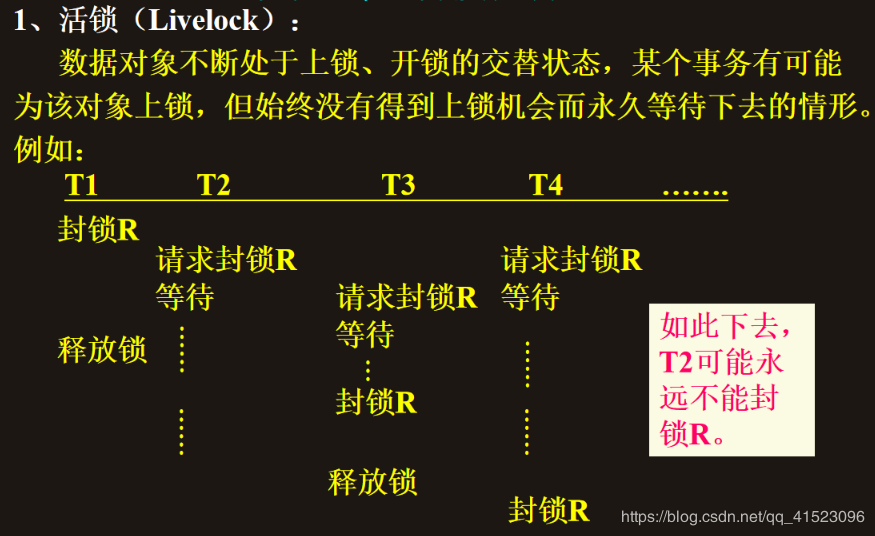 1、活锁（Livelock）：
数据对象不断处于上锁、开锁的交替状态，某个事务有可能
为该对象上锁，但始终没有得到上锁机会而永久等待下去的情形。
例如：
T1 T2 T3 T4 …….
封锁R
请求封锁R 请求封锁R
等待 请求封锁R 等待
等待
释放锁
封锁R
释放锁
封锁R
如此下去，
T2可能永
远不能封
锁R。
https://blog.csdn.net/qq_41523096